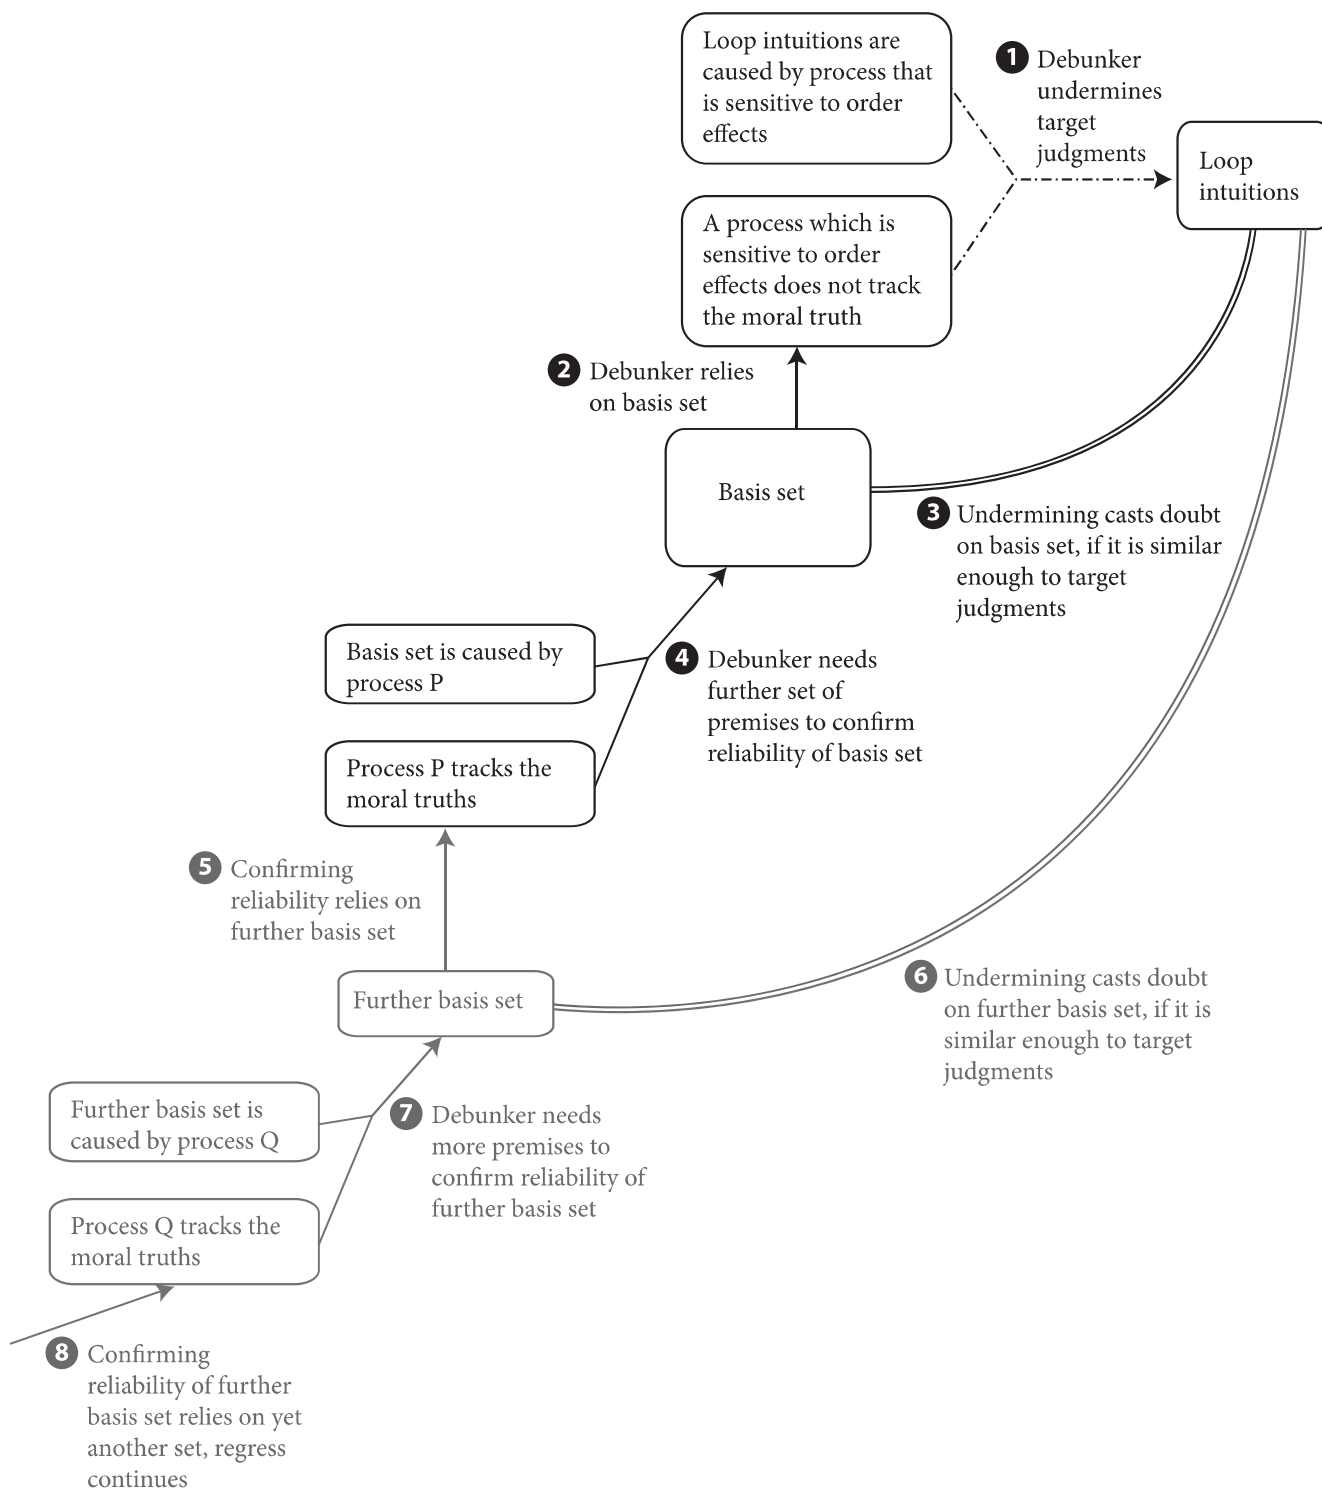 Loop intuitions are
caused by process that
is sensitive to order
effects
1 Debunker
undermines
target
judgments
Loop
intuitions
A process which is
sensitive to order
effects does not track
the moral truth
2 Debunker relies
on basis set
Basis set
3 Undermining casts doubt
on basis set, if it is similar
enough to target
judgments
Basis set is caused by
process P
4 Debunker needs
further set of
premises to confirm
reliability of basis set
Process P tracks the
moral truths
5 Confirming
reliability relies on
further basis set
Further basis set
6 Undermining casts doubt
on further basis set, if it is
similar enough to target
judgments
Further basis set is
caused by process Q
7 Debunker needs
more premises to
confirm reliability of
further basis set
Process Q tracks the
moral truths
8 Confirming
reliability of further
basis set relies on yet
another set, regress
continues